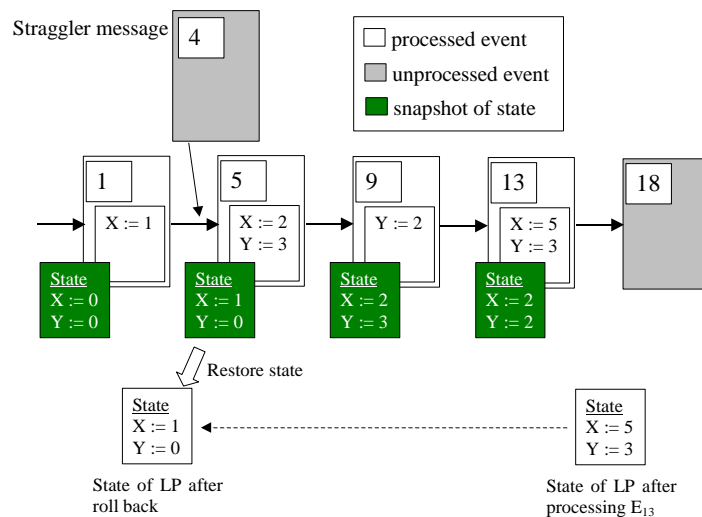 Straggler message
4
processed event
unprocessed event
snapshot of state
1
X := 1
State
X := 0
Y := 0
5
X := 2
Y := 3
State
X := 1
Y := 0
9
Y := 2
State
X := 2
Y := 3
13
X := 5
Y := 3
State
X := 2
Y := 2
18
Restore state
State
X := 1
Y := 0
State of LP after
roll back
State
X := 5
Y := 3
State of LP after
processing E₁₃